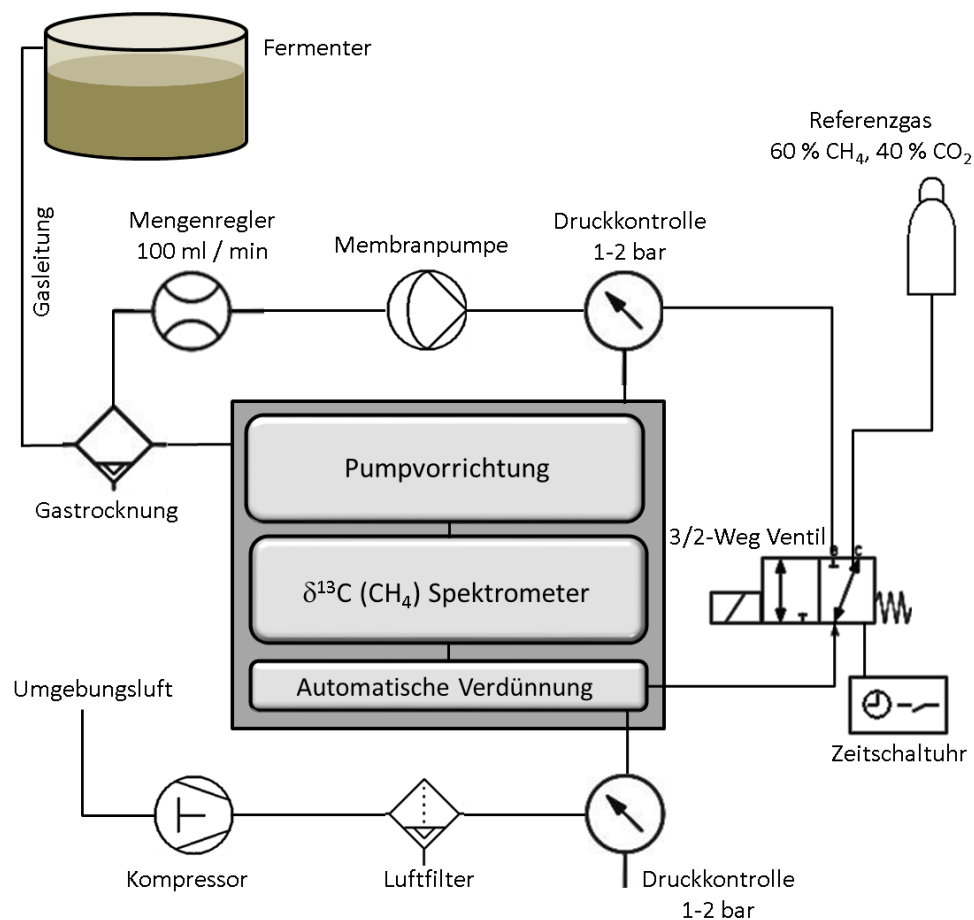 Fermenter
Referenzgas
60 % CH₄, 40 % CO₂
Gasleitung
Mengenregler
100 ml / min
Membranpumpe
Druckkontrolle
1-2 bar
Pumpvorrichtung
Gastrocknung
3/2-Weg Ventil
B C
δ¹³C (CH₄) Spektrometer
Automatische Verdünnung
Umgebungsluft
Zeitschaltuhr
Kompressor
Luftfilter
Druckkontrolle
1-2 bar